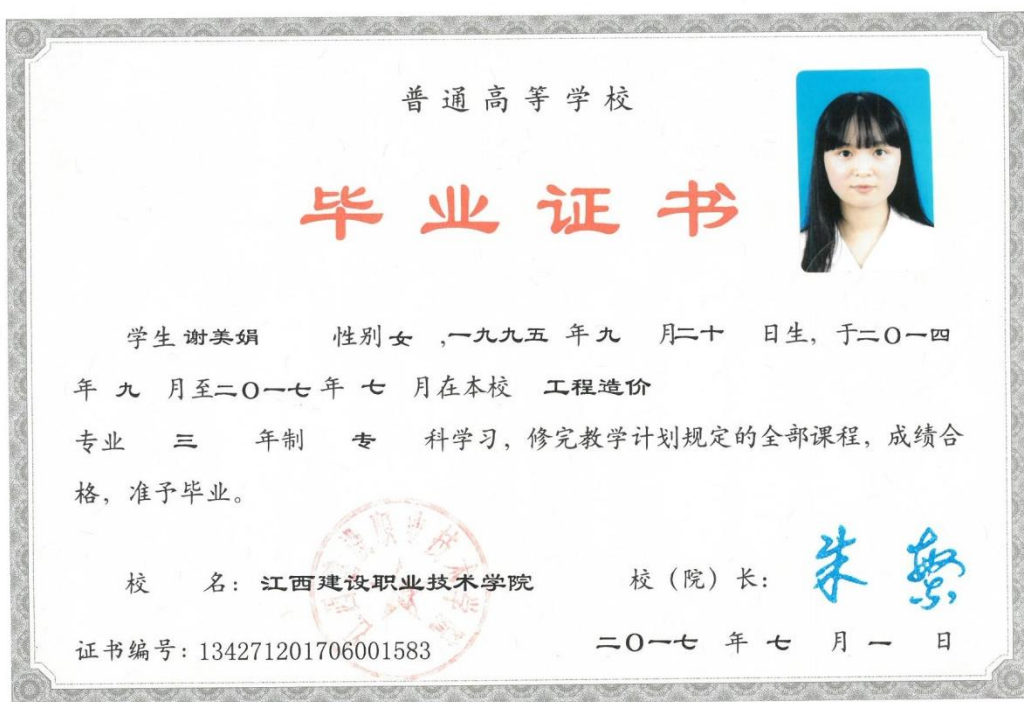 普通高等学校
毕业证书
学生 谢美娟 性别 女 ,一九九五 年 九 月二十 日生，于二O一四
年 九 月至二O一七 年 七 月在本校 工程造价
专业 三 年制 专 科学习，修完教学计划规定的全部课程，成绩合
格，准予毕业。
校 名：江西建设职业技术学院 校（院）长：朱繁
证书编号：134271201706001583 二O一七 年 七 月 一 日